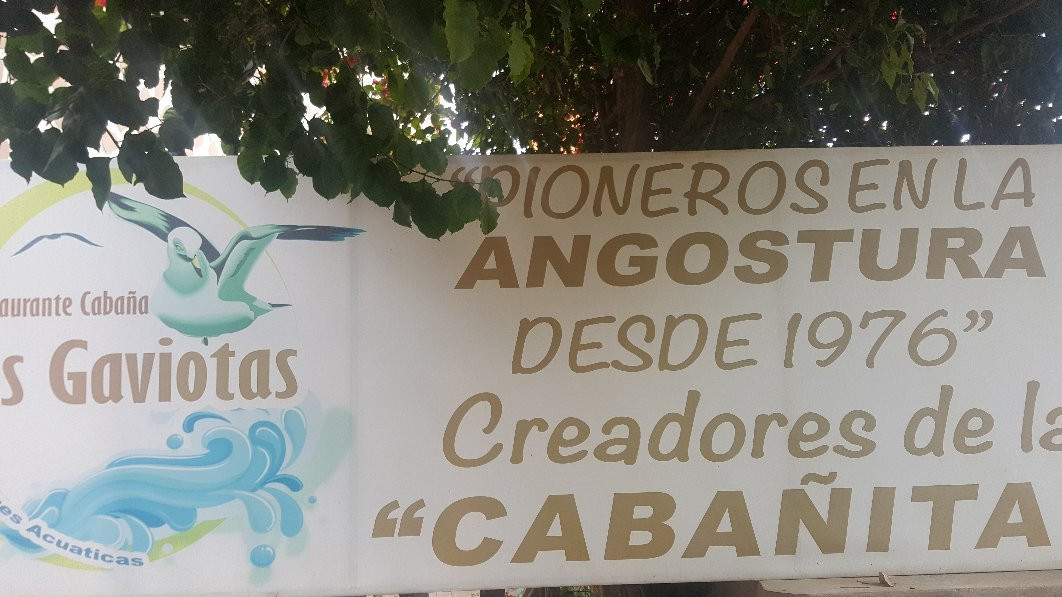 aurante Cabaña
s Gaviotas
es Acuaticas
"PIONEROS EN LA
ANGOSTURA
DESDE 1976"
Creadores de la
"CABAÑITA